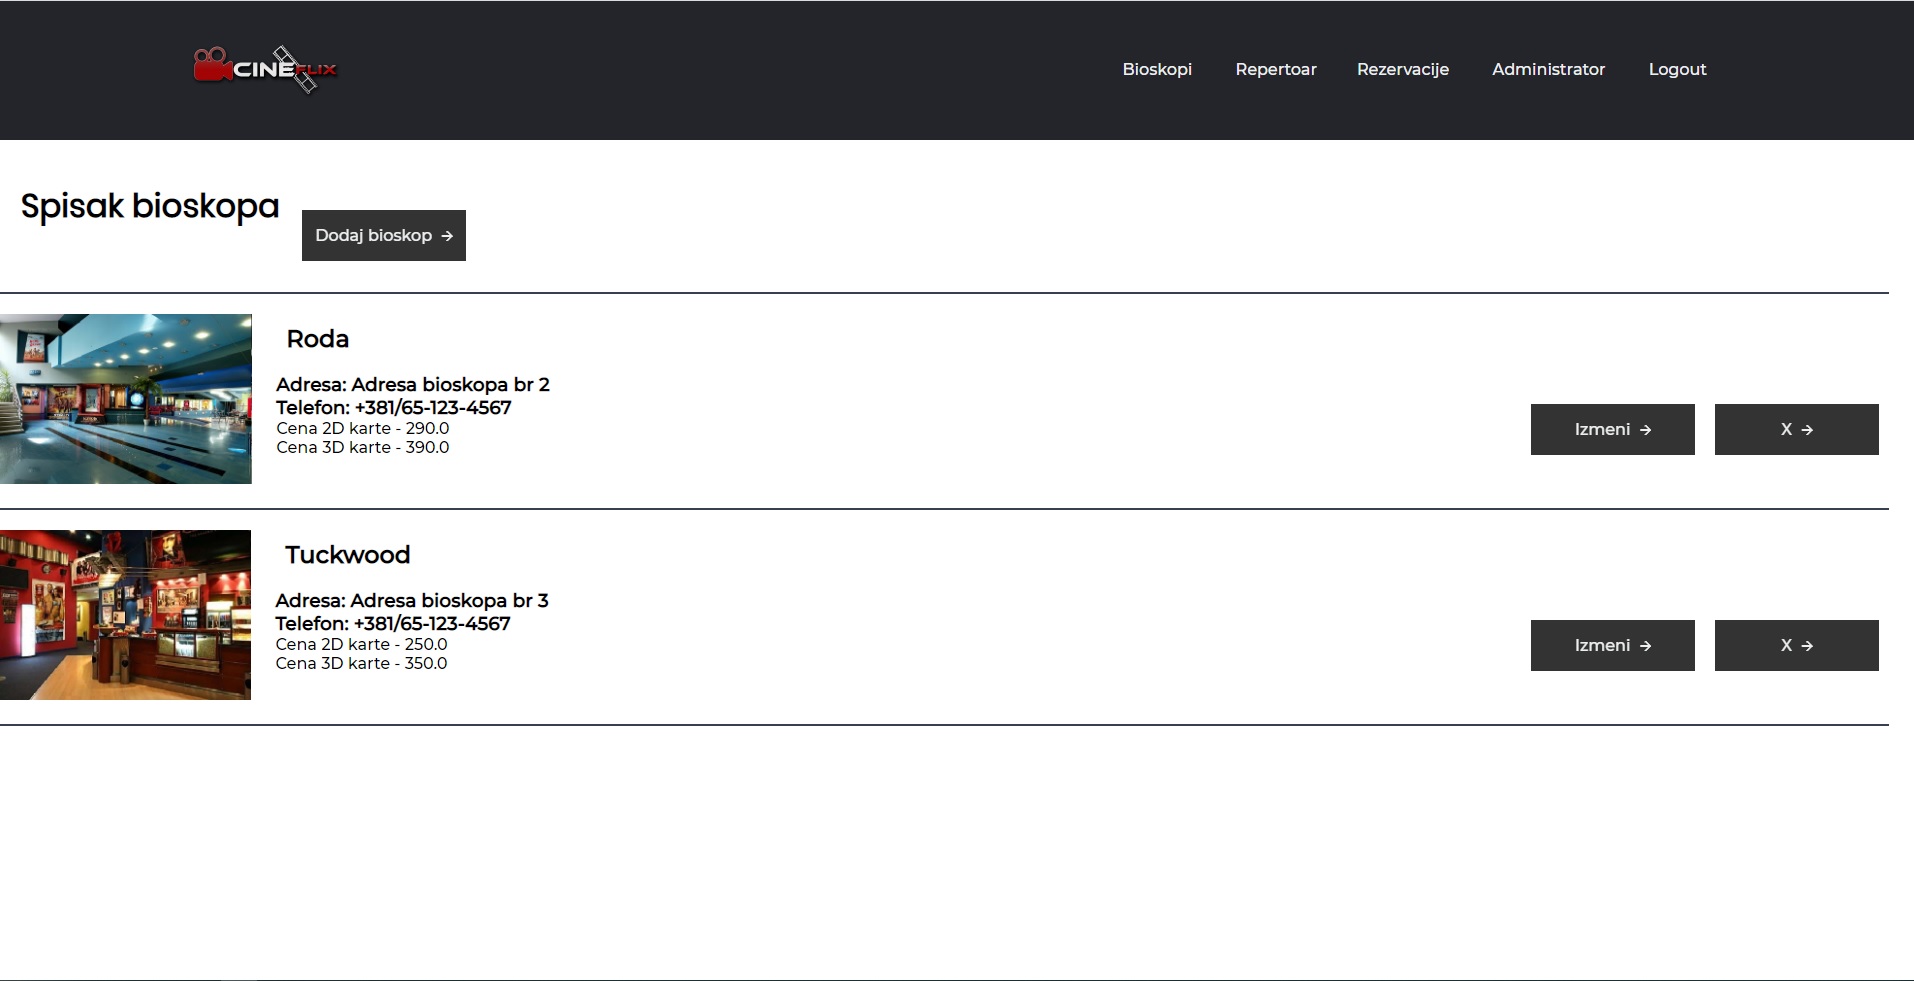 CINEFLIX
Bioskopi Repertoar Rezervacije Administrator Logout
Spisak bioskopa
Dodaj bioskop →
Roda
Adresa: Adresa bioskopa br 2
Telefon: +381/65-123-4567
Cena 2D karte - 290.0
Cena 3D karte - 390.0
Izmeni → X →
Tuckwood
Adresa: Adresa bioskopa br 3
Telefon: +381/65-123-4567
Cena 2D karte - 250.0
Cena 3D karte - 350.0
Izmeni → X →